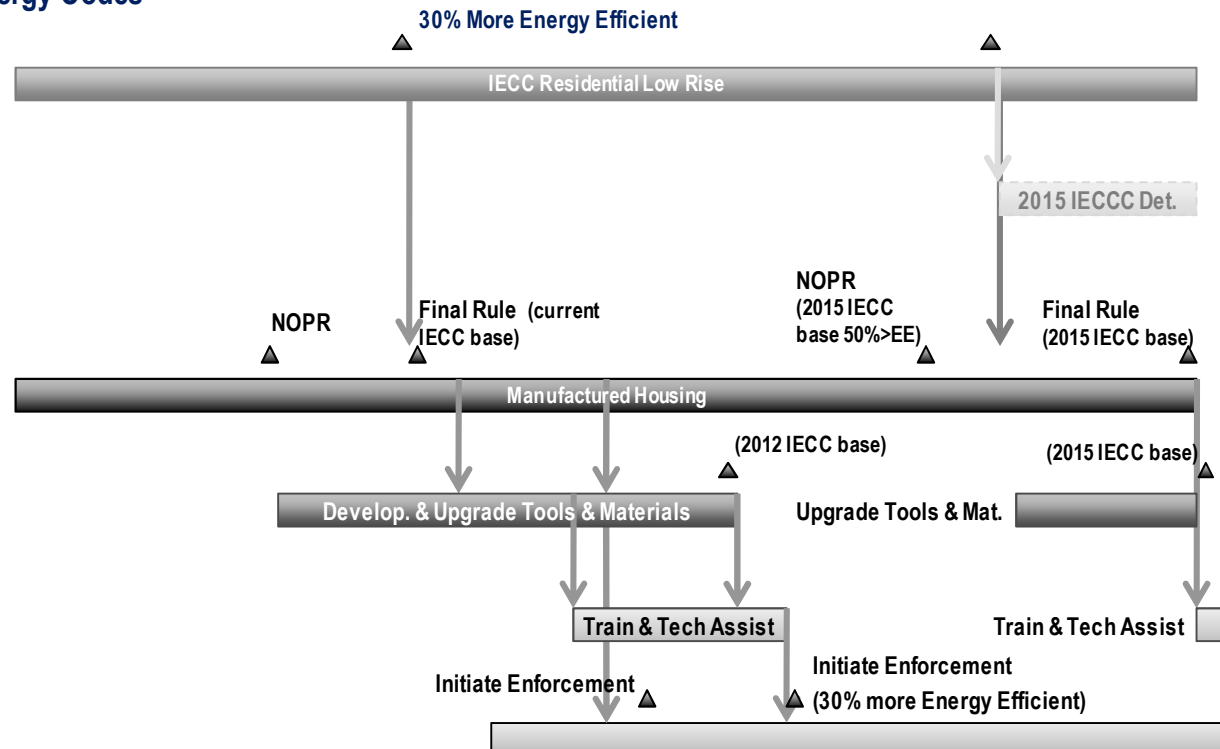 30% More Energy Efficient
IECC Residential Low Rise
2015 IECCC Det.
NOPR
Final Rule (current
IECC base)
NOPR
(2015 IECC
base 50%>EE)
Final Rule
(2015 IECC base)
Manufactured Housing
(2012 IECC base)
(2015 IECC base)
Develop. & Upgrade Tools & Materials
Upgrade Tools & Mat.
Train & Tech Assist
Train & Tech Assist
Initiate Enforcement
Initiate Enforcement
(30% more Energy Efficient)